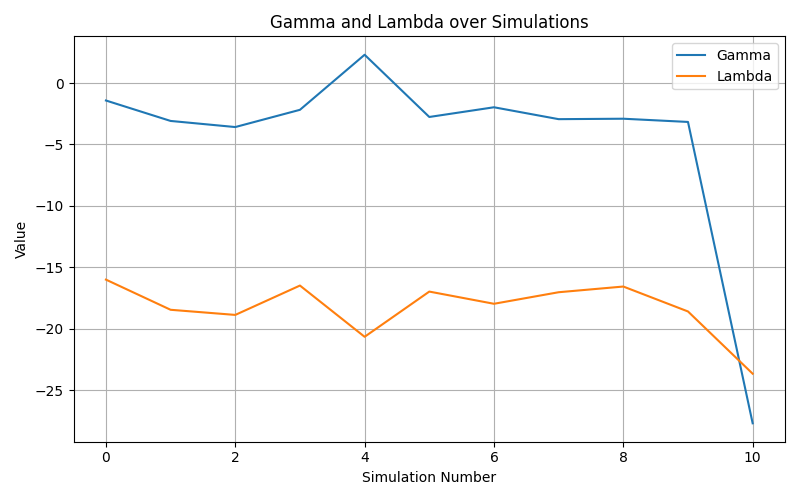 Gamma and Lambda over Simulations
Gamma
Lambda
Value
0
−5
−10
−15
−20
−25
0 2 4 6 8 10
Simulation Number